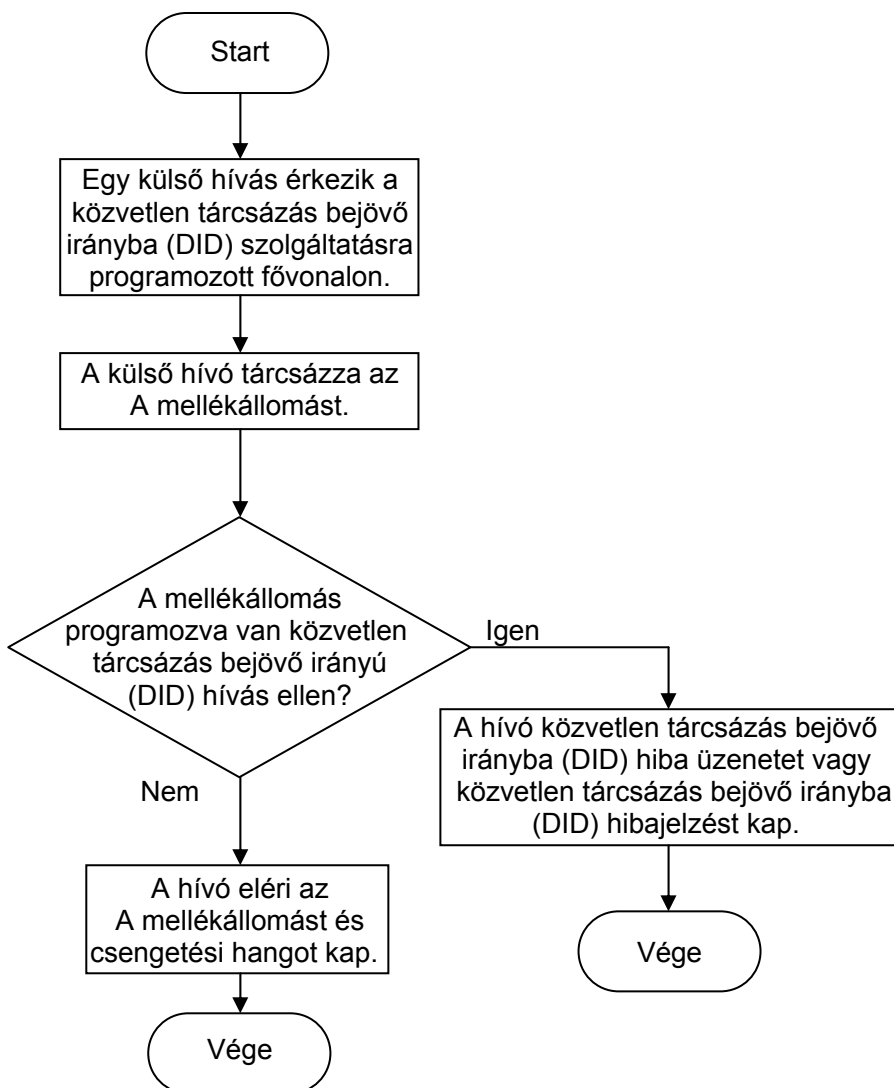 Start
Egy külső hívás érkezik a
közvetlen tárcsázás bejövő
irányba (DID) szolgáltatásra
programozott fővonalon.
A külső hívó tárcsázza az
A mellékállomást.
A mellékállomás
programozva van közvetlen
tárcsázás bejövő irányú
(DID) hívás ellen?
Igen
A hívó közvetlen tárcsázás bejövő
irányba (DID) hiba üzenetet vagy
közvetlen tárcsázás bejövő irányba
(DID) hibajelzést kap.
Nem
A hívó eléri az
A mellékállomást és
csengetési hangot kap.
Vége
Vége